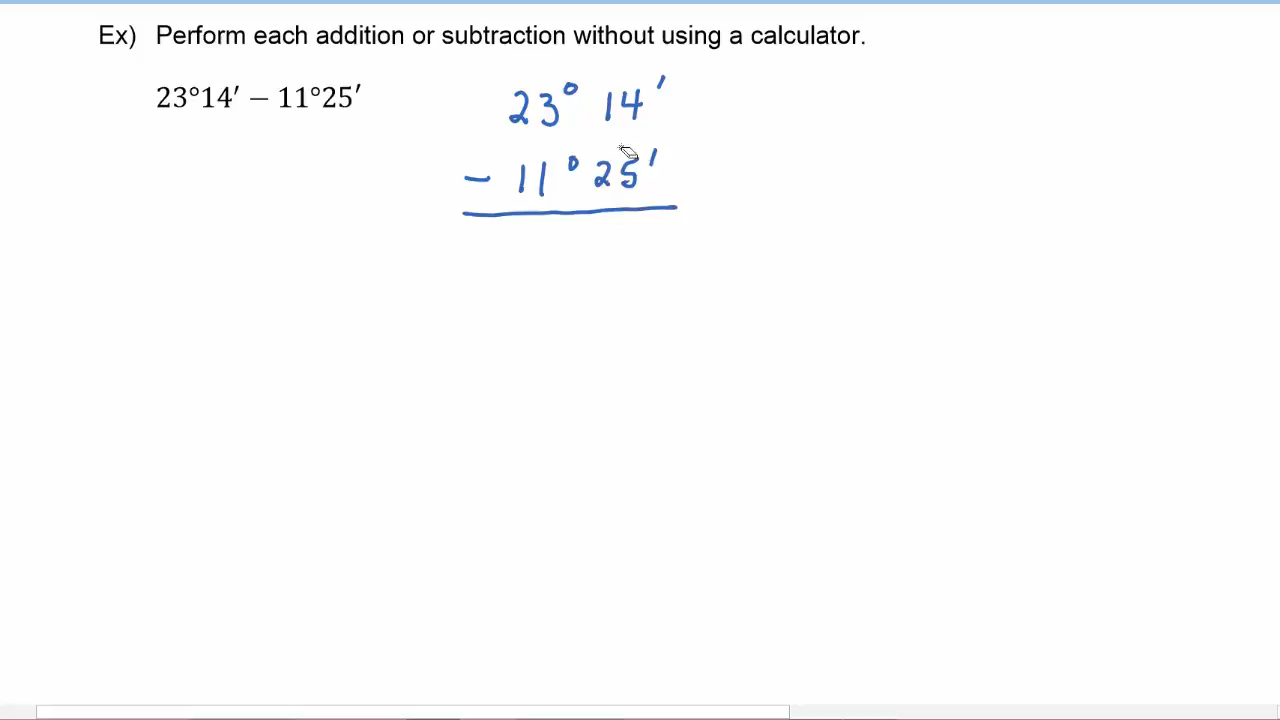 Ex) Perform each addition or subtraction without using a calculator.
23°14′ − 11°25′
23° 14′
− 11° 25′